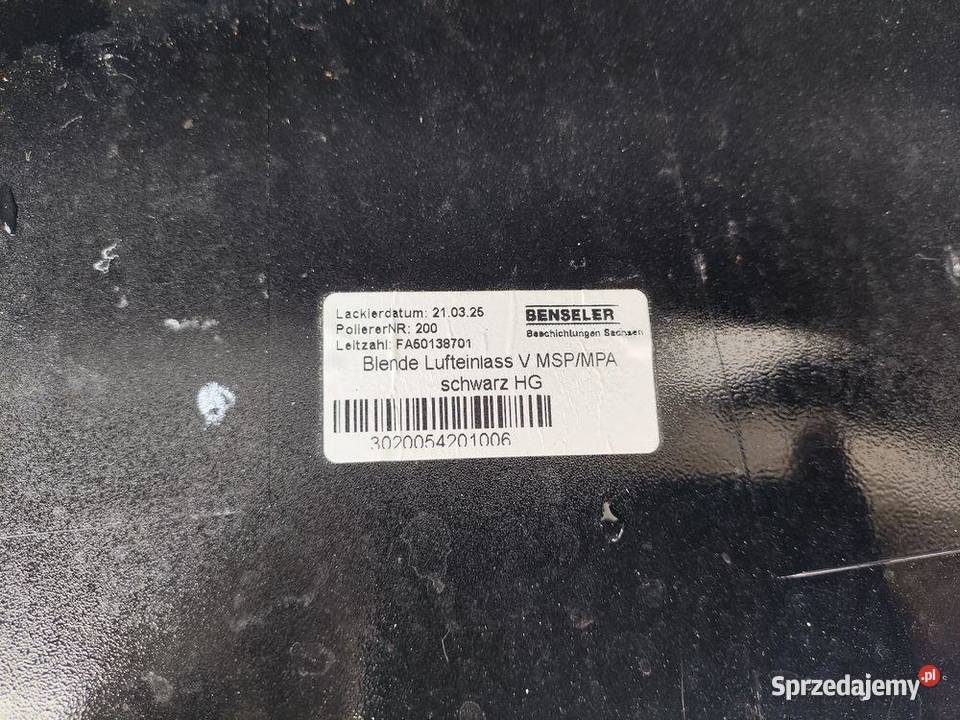 Lackierdatum: 21.03.25
PoliererNR: 200
Leitzahl: FA60138701
BENSELER
Beschichtungen Sachsen
Blende Lufteinlass V MSP/MPA
schwarz HG
3020054201006
Sprzedajemy.pl